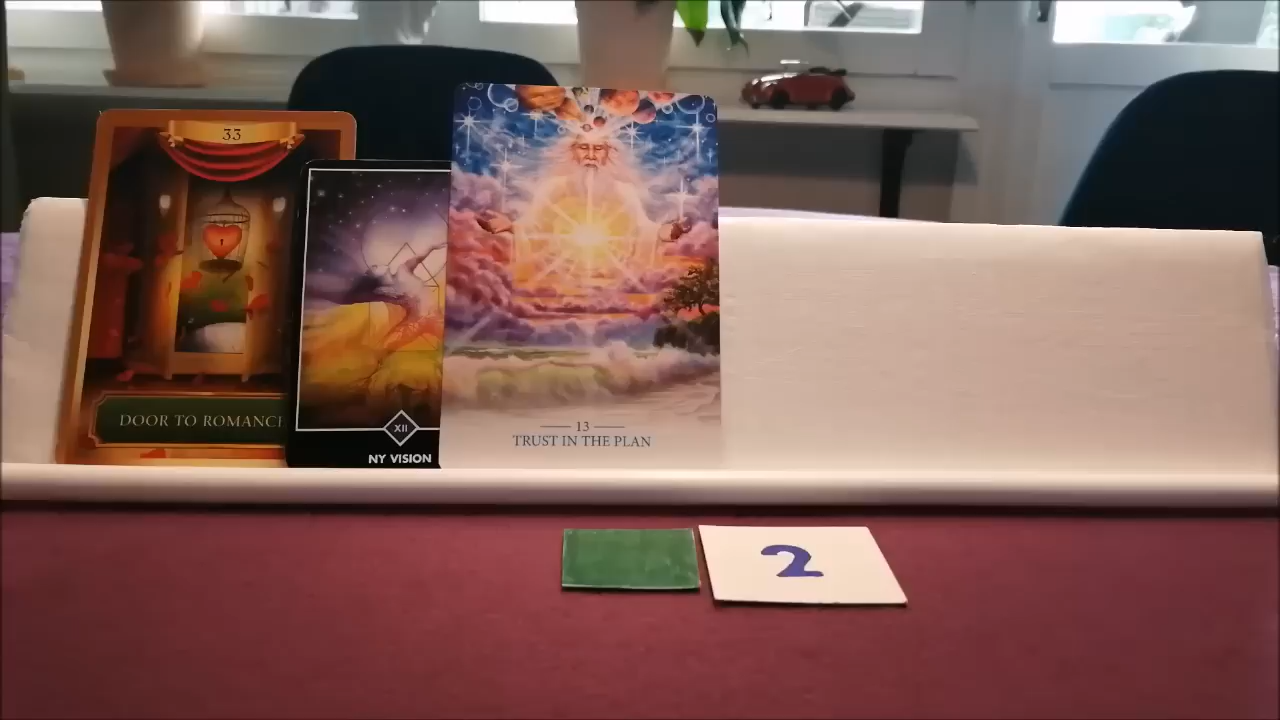 33
DOOR TO ROMANCE
XII
NY VISION
13
TRUST IN THE PLAN
2